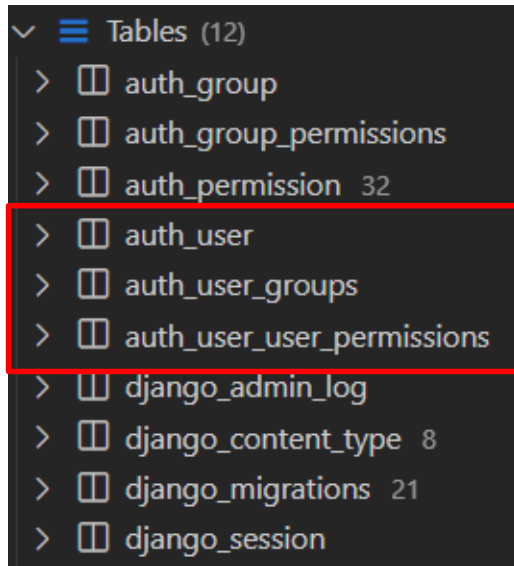 Tables (12)
auth_group
auth_group_permissions
auth_permission 32
auth_user
auth_user_groups
auth_user_user_permissions
django_admin_log
django_content_type 8
django_migrations 21
django_session